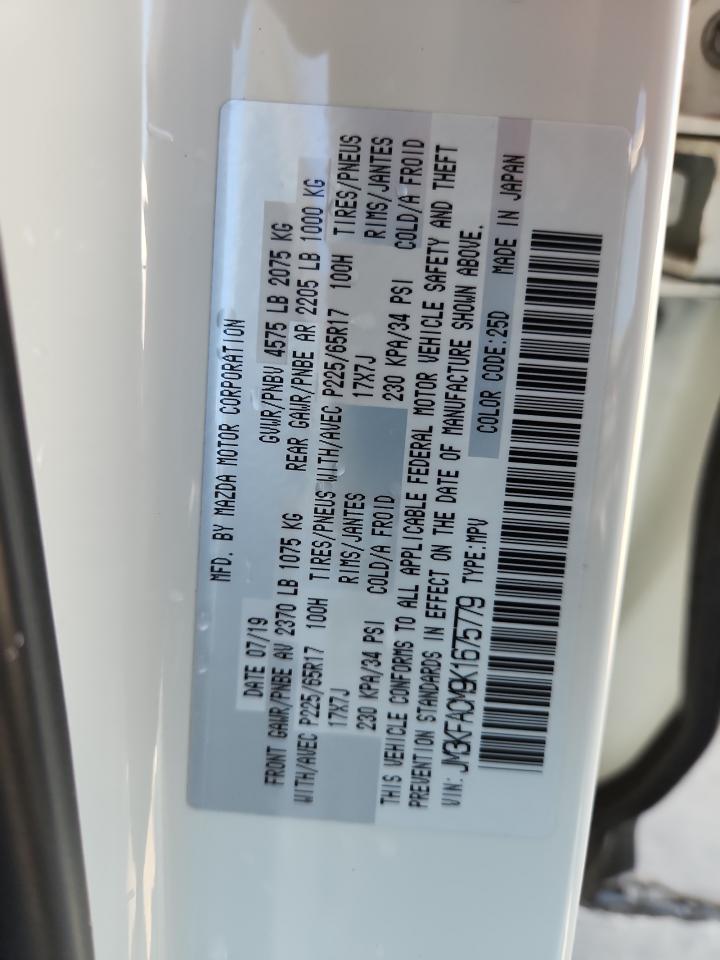 MFD. BY MAZDA MOTOR CORPORATION
DATE 07/19 GVWR/PNBV 4575 LB 2075 KG
FRONT GAWR/PNBE AV 2370 LB 1075 KG REAR GAWR/PNBE AR 2205 LB 1000 KG
WITH/AVEC P225/65R17 100H TIRES/PNEUS WITH/AVEC P225/65R17 100H TIRES/PNEUS
17X7J RIMS/JANTES 17X7J RIMS/JANTES
230 KPA/34 PSI COLD/A FROID 230 KPA/34 PSI COLD/A FROID
THIS VEHICLE CONFORMS TO ALL APPLICABLE FEDERAL MOTOR VEHICLE SAFETY AND THEFT
PREVENTION STANDARDS IN EFFECT ON THE DATE OF MANUFACTURE SHOWN ABOVE.
VIN: JM3KFACM9K1675779 TYPE:MPV COLOR CODE:25D MADE IN JAPAN